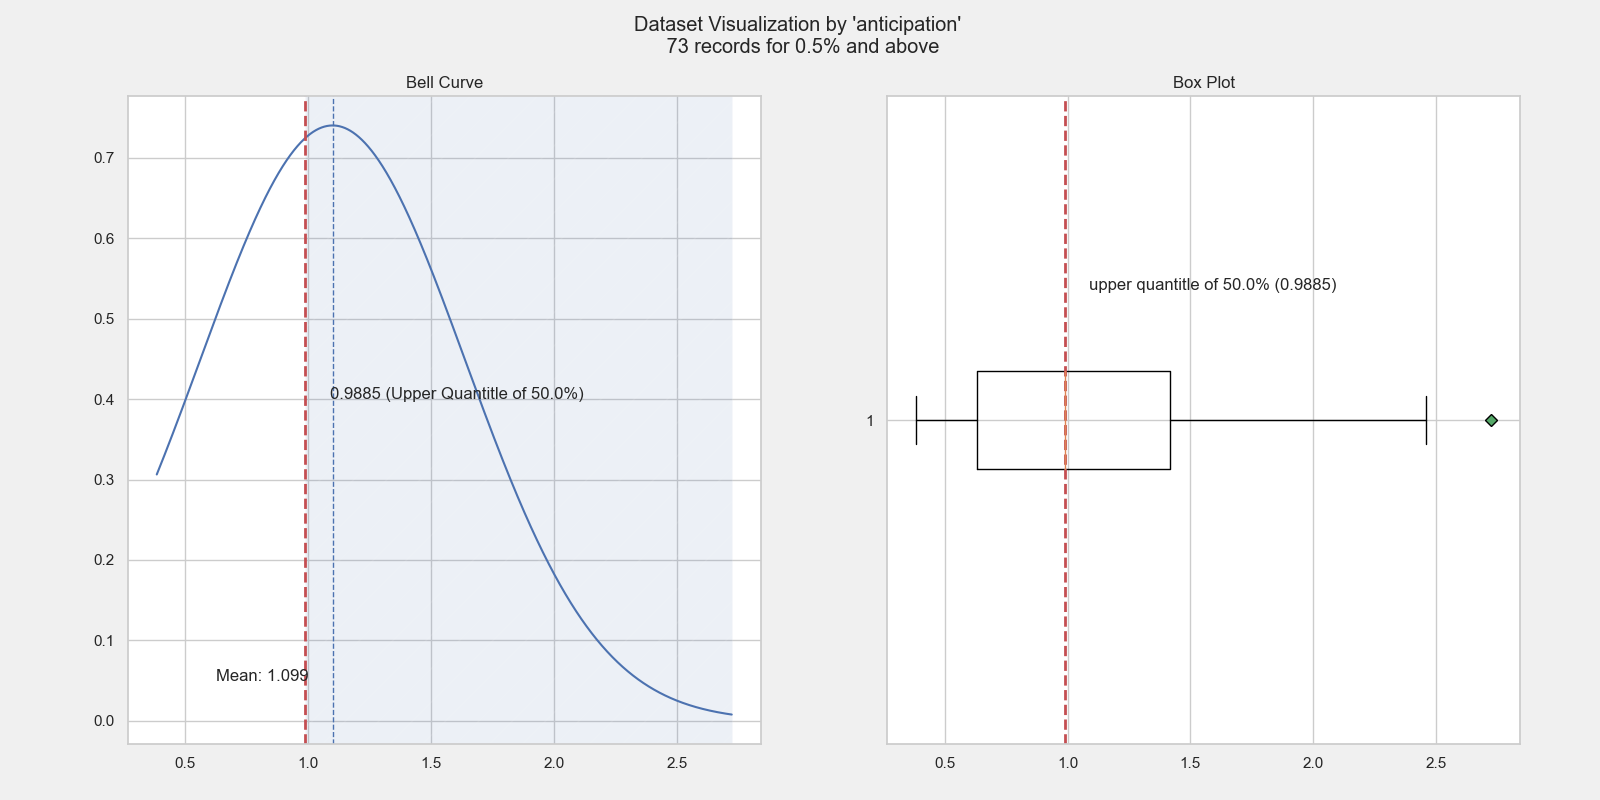 Dataset Visualization by 'anticipation'
73 records for 0.5% and above
Bell Curve
0.7
0.6
0.5
0.4
0.3
0.2
0.1
0.0
0.9885 (Upper Quantitle of 50.0%)
Mean: 1.099
0.5
1.0
1.5
2.0
2.5
Box Plot
upper quantitle of 50.0% (0.9885)
1
0.5
1.0
1.5
2.0
2.5